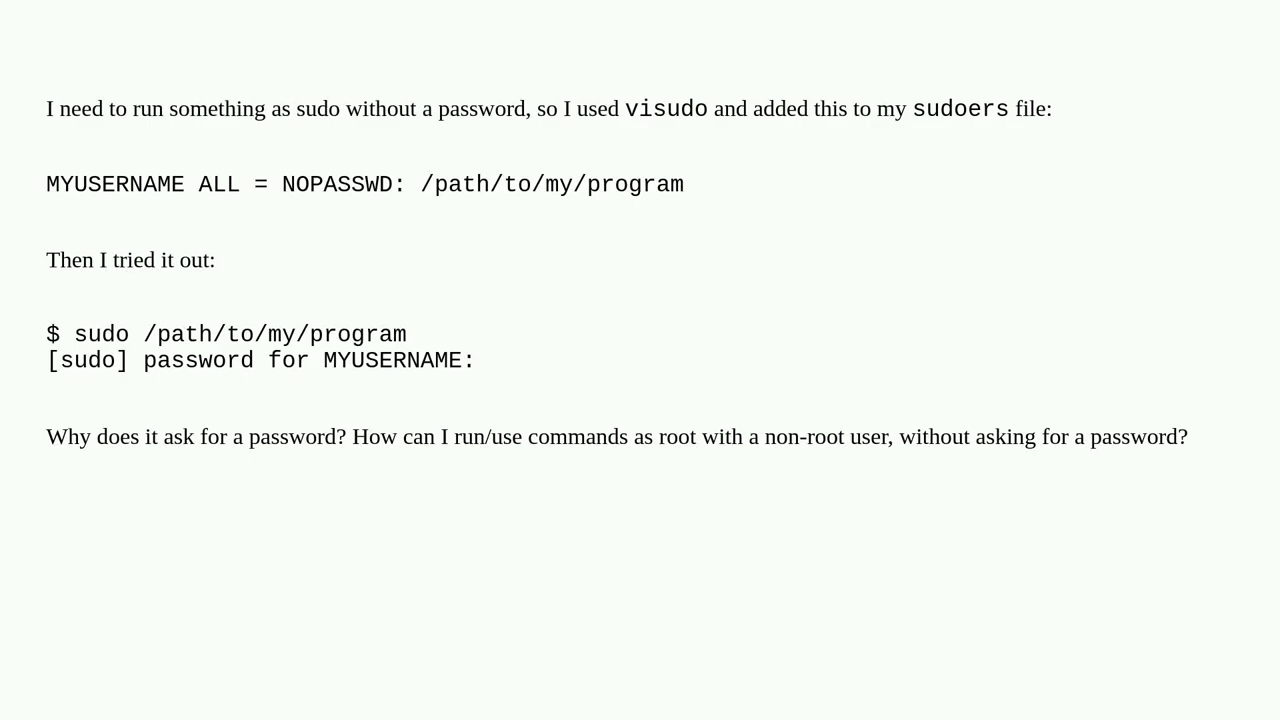 I need to run something as sudo without a password, so I used visudo and added this to my sudoers file:
MYUSERNAME ALL = NOPASSWD: /path/to/my/program
Then I tried it out:
$ sudo /path/to/my/program
[sudo] password for MYUSERNAME:
Why does it ask for a password? How can I run/use commands as root with a non-root user, without asking for a password?